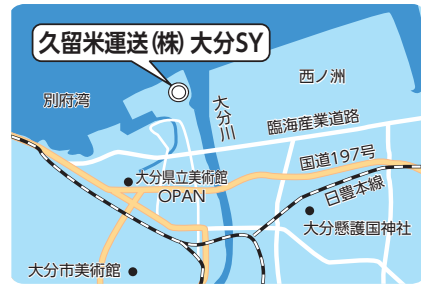 久留米運送(株) 大分SY
西ノ洲
別府湾
大分川
臨海産業道路
国道197号
大分県立美術館
OPAN
日豊本線
大分懸護国神社
大分市美術館